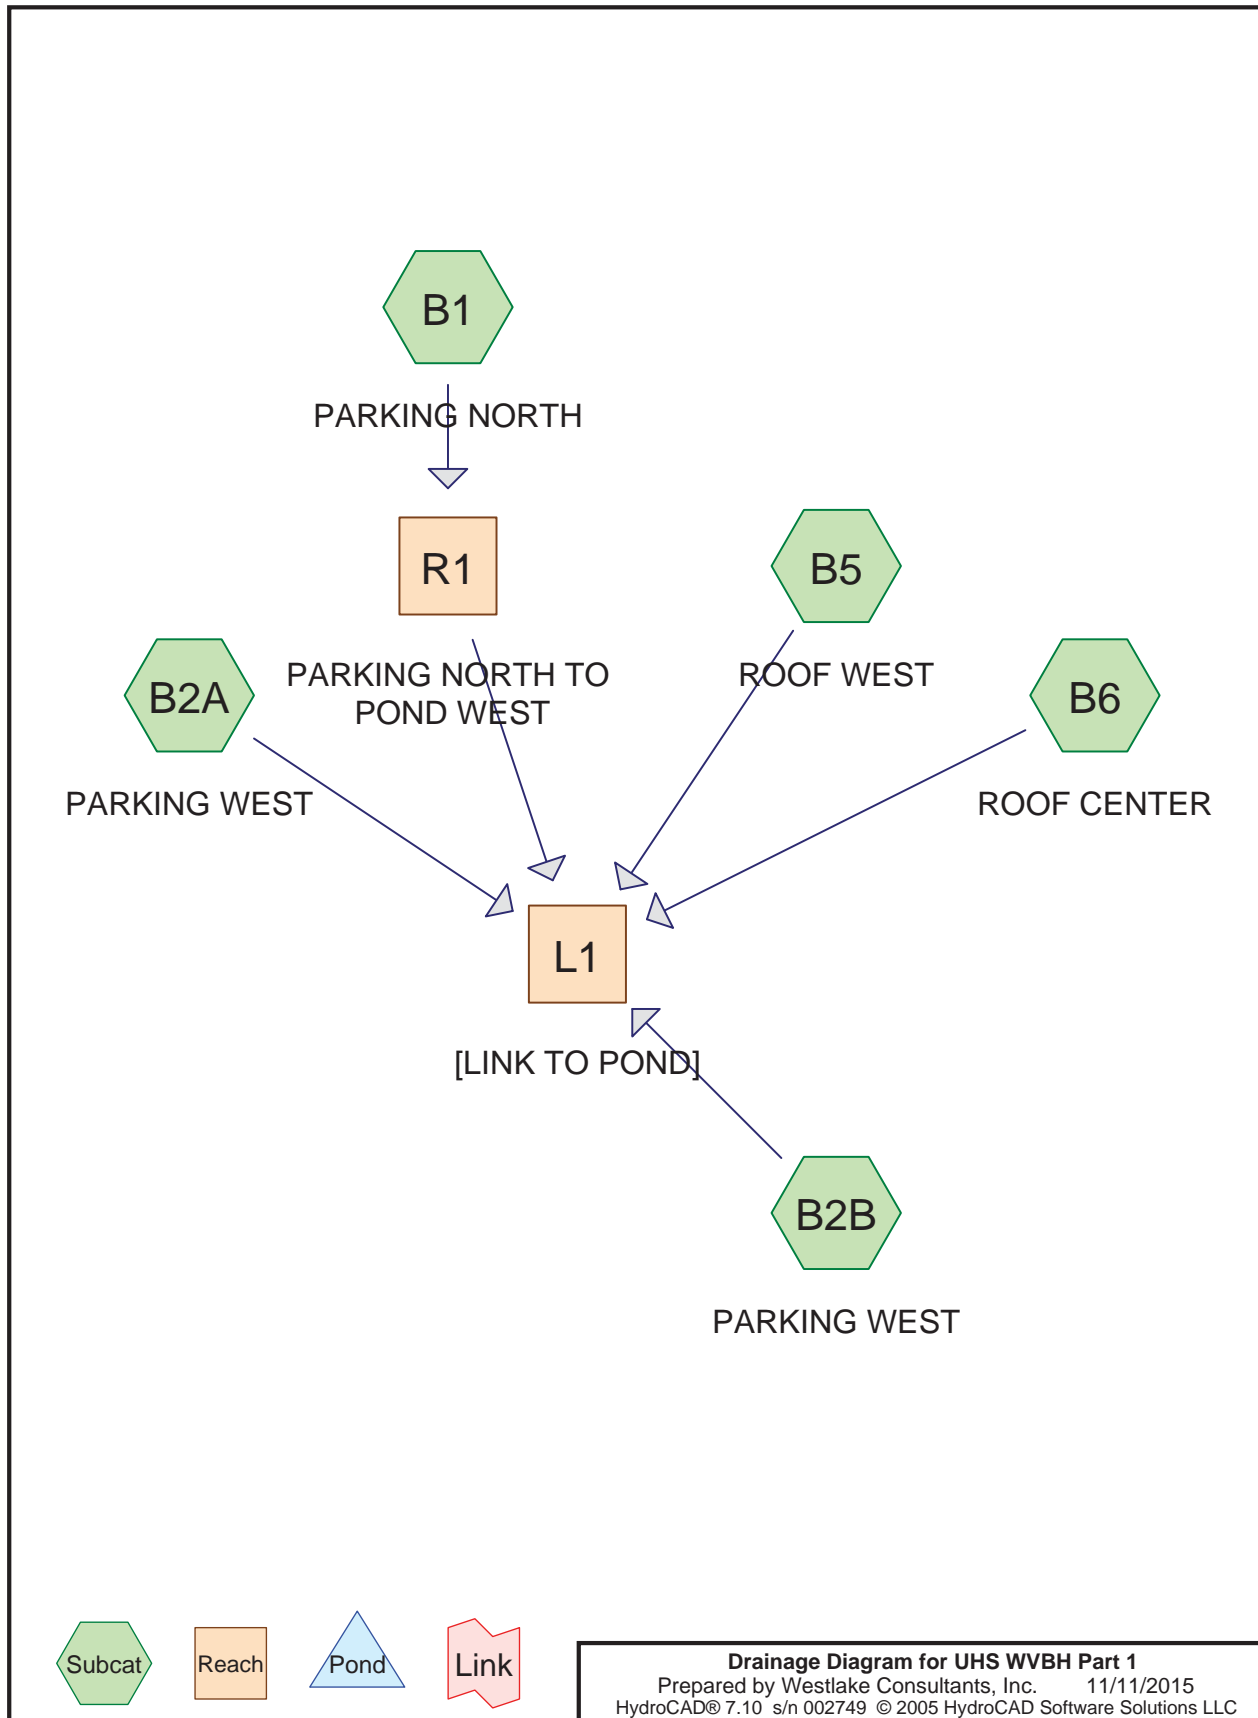 B1
PARKING NORTH
R1
PARKING NORTH TO
POND WEST
B5
ROOF WEST
B2A
PARKING WEST
B6
ROOF CENTER
L1
[LINK TO POND]
B2B
PARKING WEST
Subcat
Reach
Pond
Link
Drainage Diagram for UHS WVBH Part 1
Prepared by Westlake Consultants, Inc. 11/11/2015
HydroCAD® 7.10 s/n 002749 © 2005 HydroCAD Software Solutions LLC